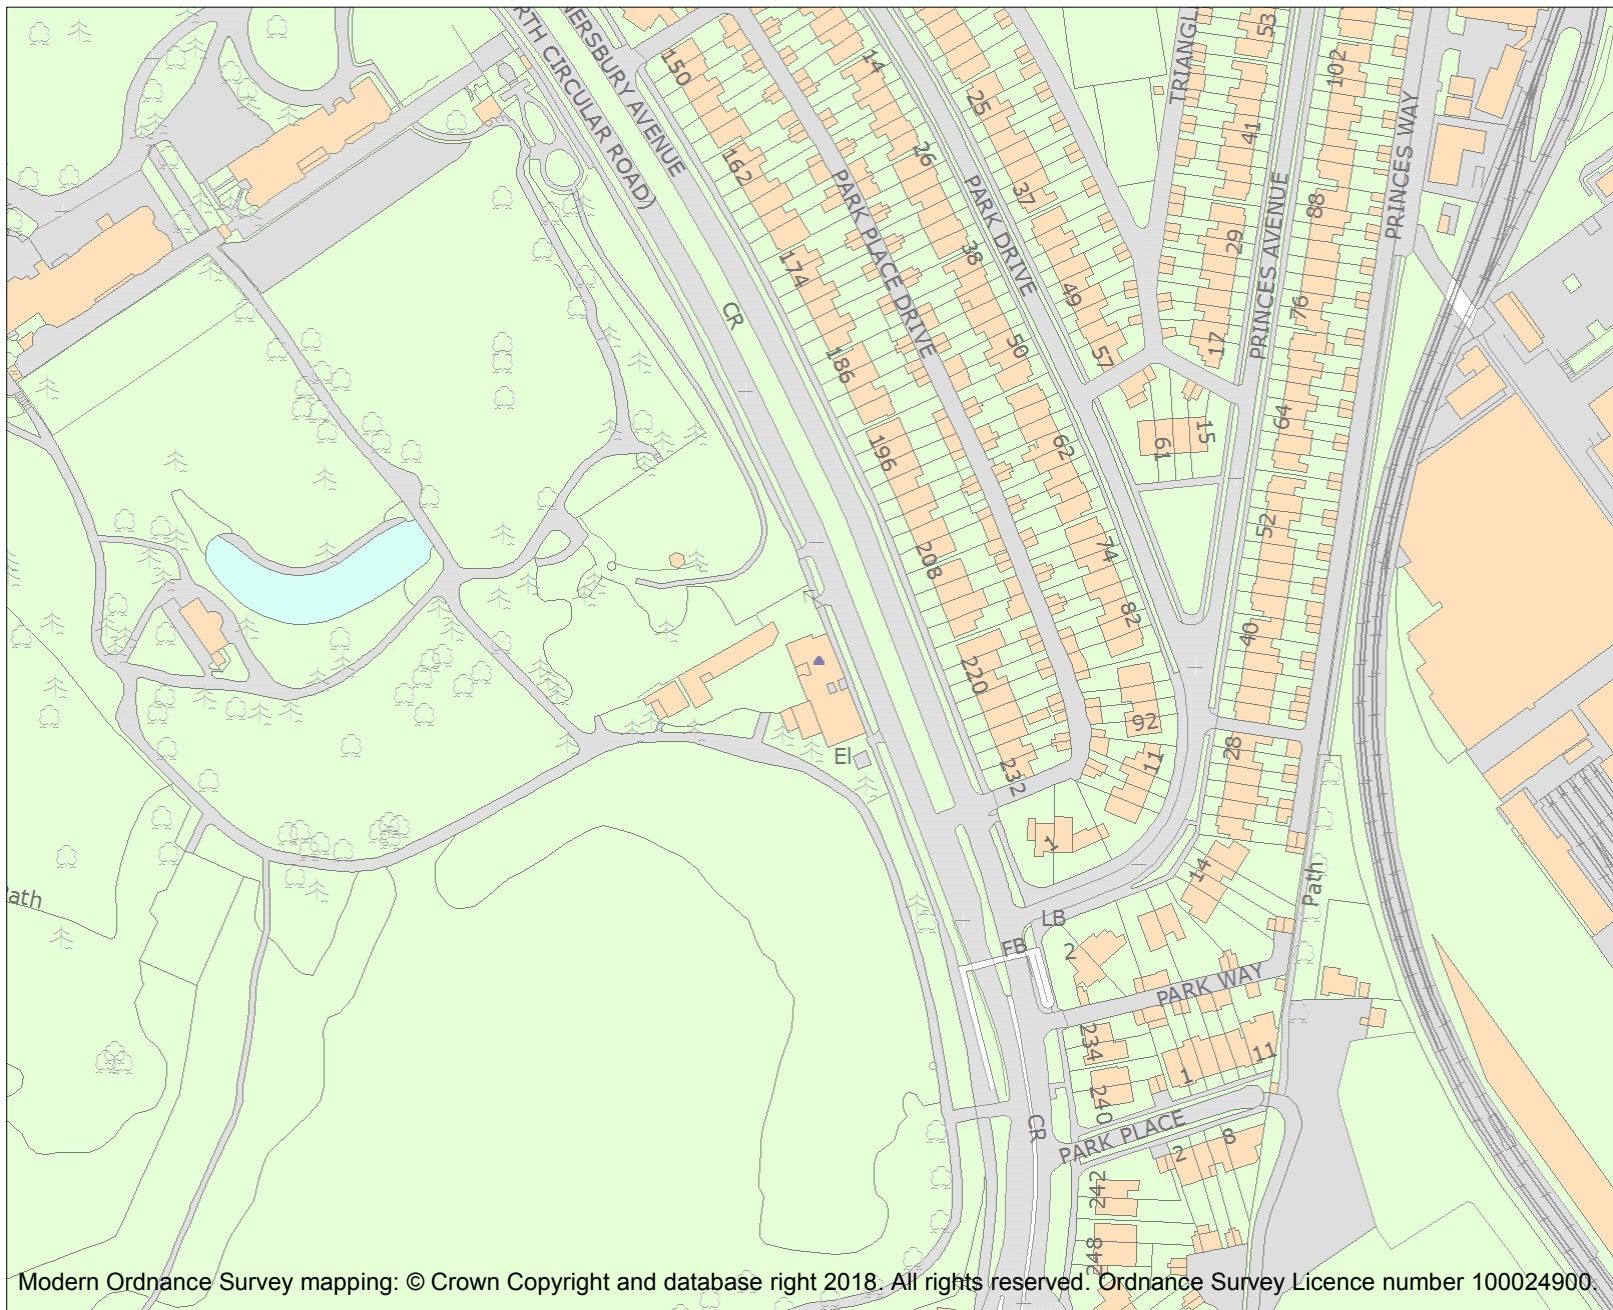 RTH CIRCULAR ROAD)
NERSBURY AVENUE
CR
150
162
174
186
196
208
220
232
PARK PLACE DRIVE
14
26
38
50
62
74
82
92
11
1
PARK DRIVE
25
37
49
57
61
15
TRIANGL
53
41
29
17
PRINCES AVENUE
102
88
76
64
52
40
28
14
PRINCES WAY
Path
El
ath
LB
FB
2
PARK WAY
234
240
1
11
CR
PARK PLACE
2
8
242
248
Modern Ordnance Survey mapping: © Crown Copyright and database right 2018. All rights reserved. Ordnance Survey Licence number 100024900.